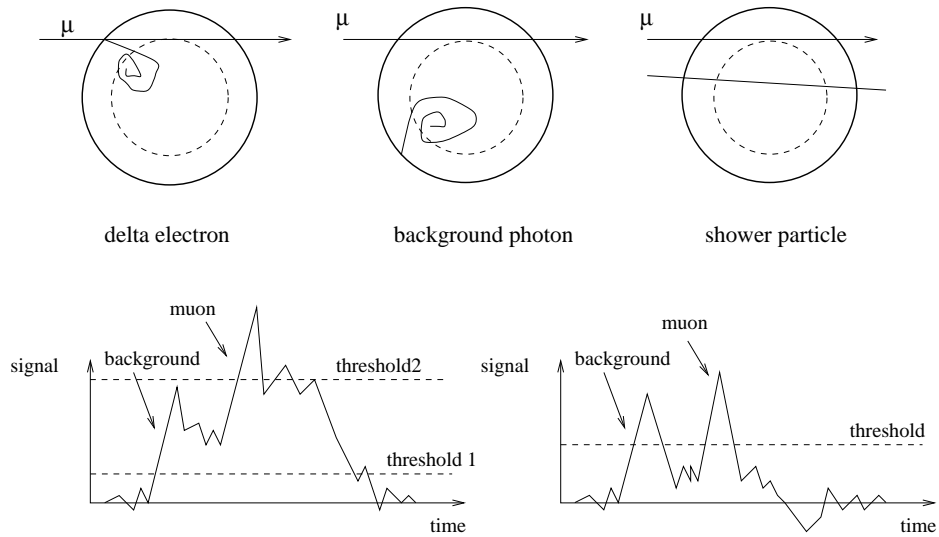 μ
μ
μ
delta electron
background photon
shower particle
signal
background
muon
threshold2
threshold 1
time
signal
background
muon
threshold
time